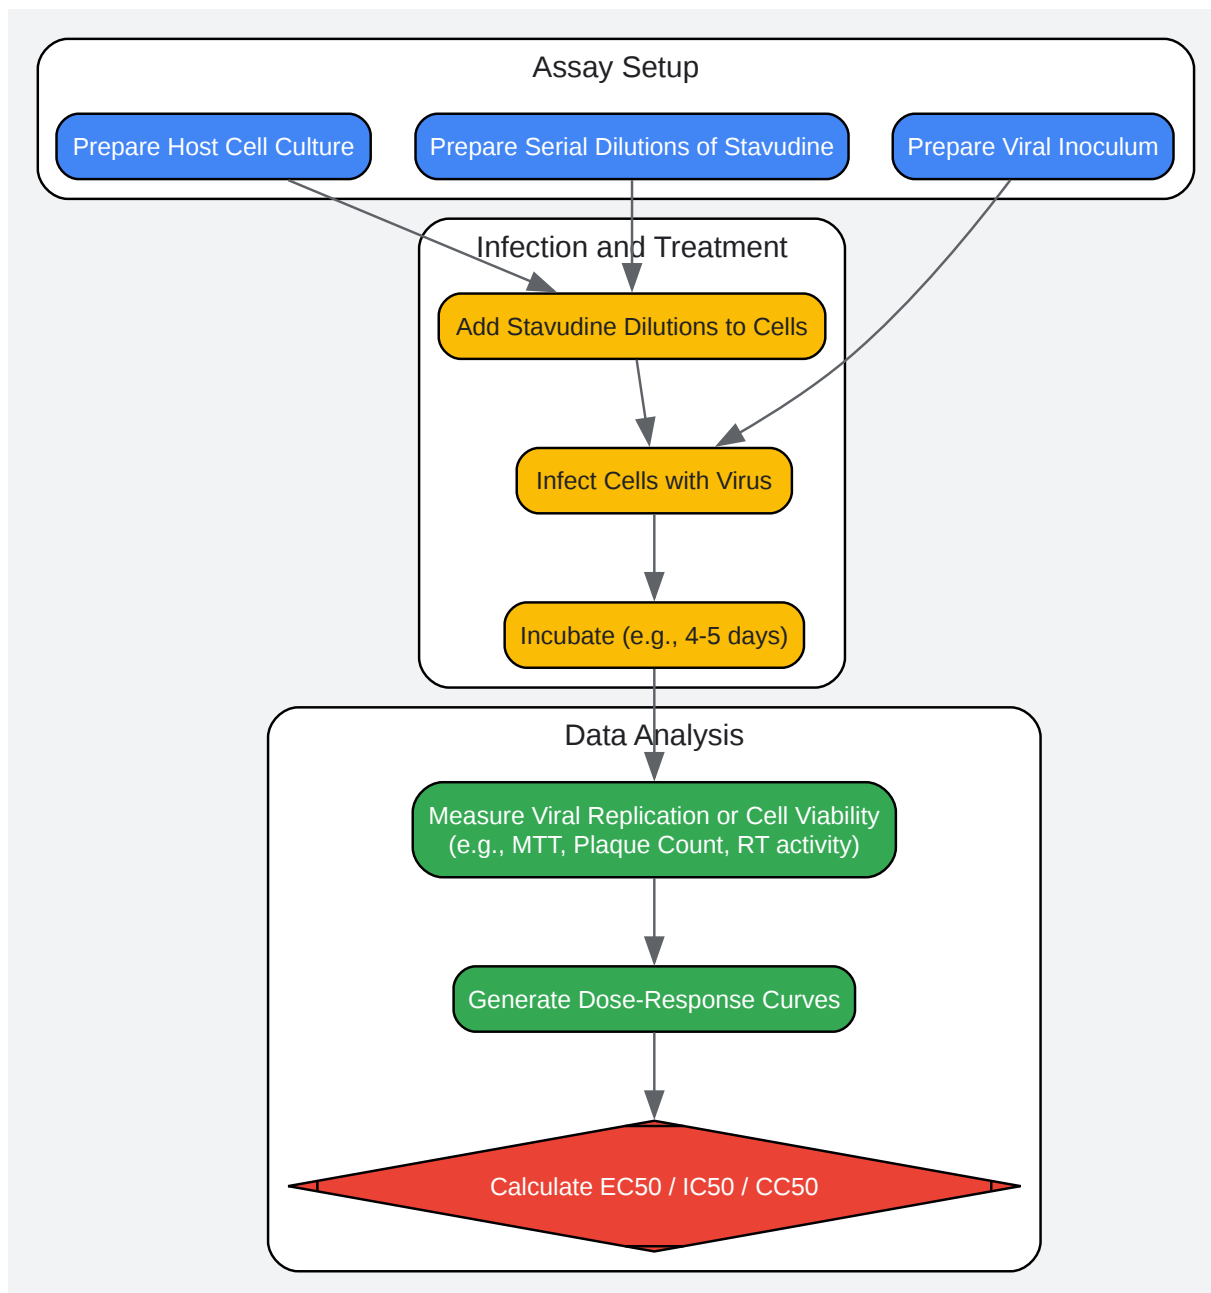 Assay Setup
Prepare Host Cell Culture
Prepare Serial Dilutions of Stavudine
Prepare Viral Inoculum
Infection and Treatment
Add Stavudine Dilutions to Cells
Infect Cells with Virus
Incubate (e.g., 4-5 days)
Data Analysis
Measure Viral Replication or Cell Viability
(e.g., MTT, Plaque Count, RT activity)
Generate Dose-Response Curves
Calculate EC50 / IC50 / CC50